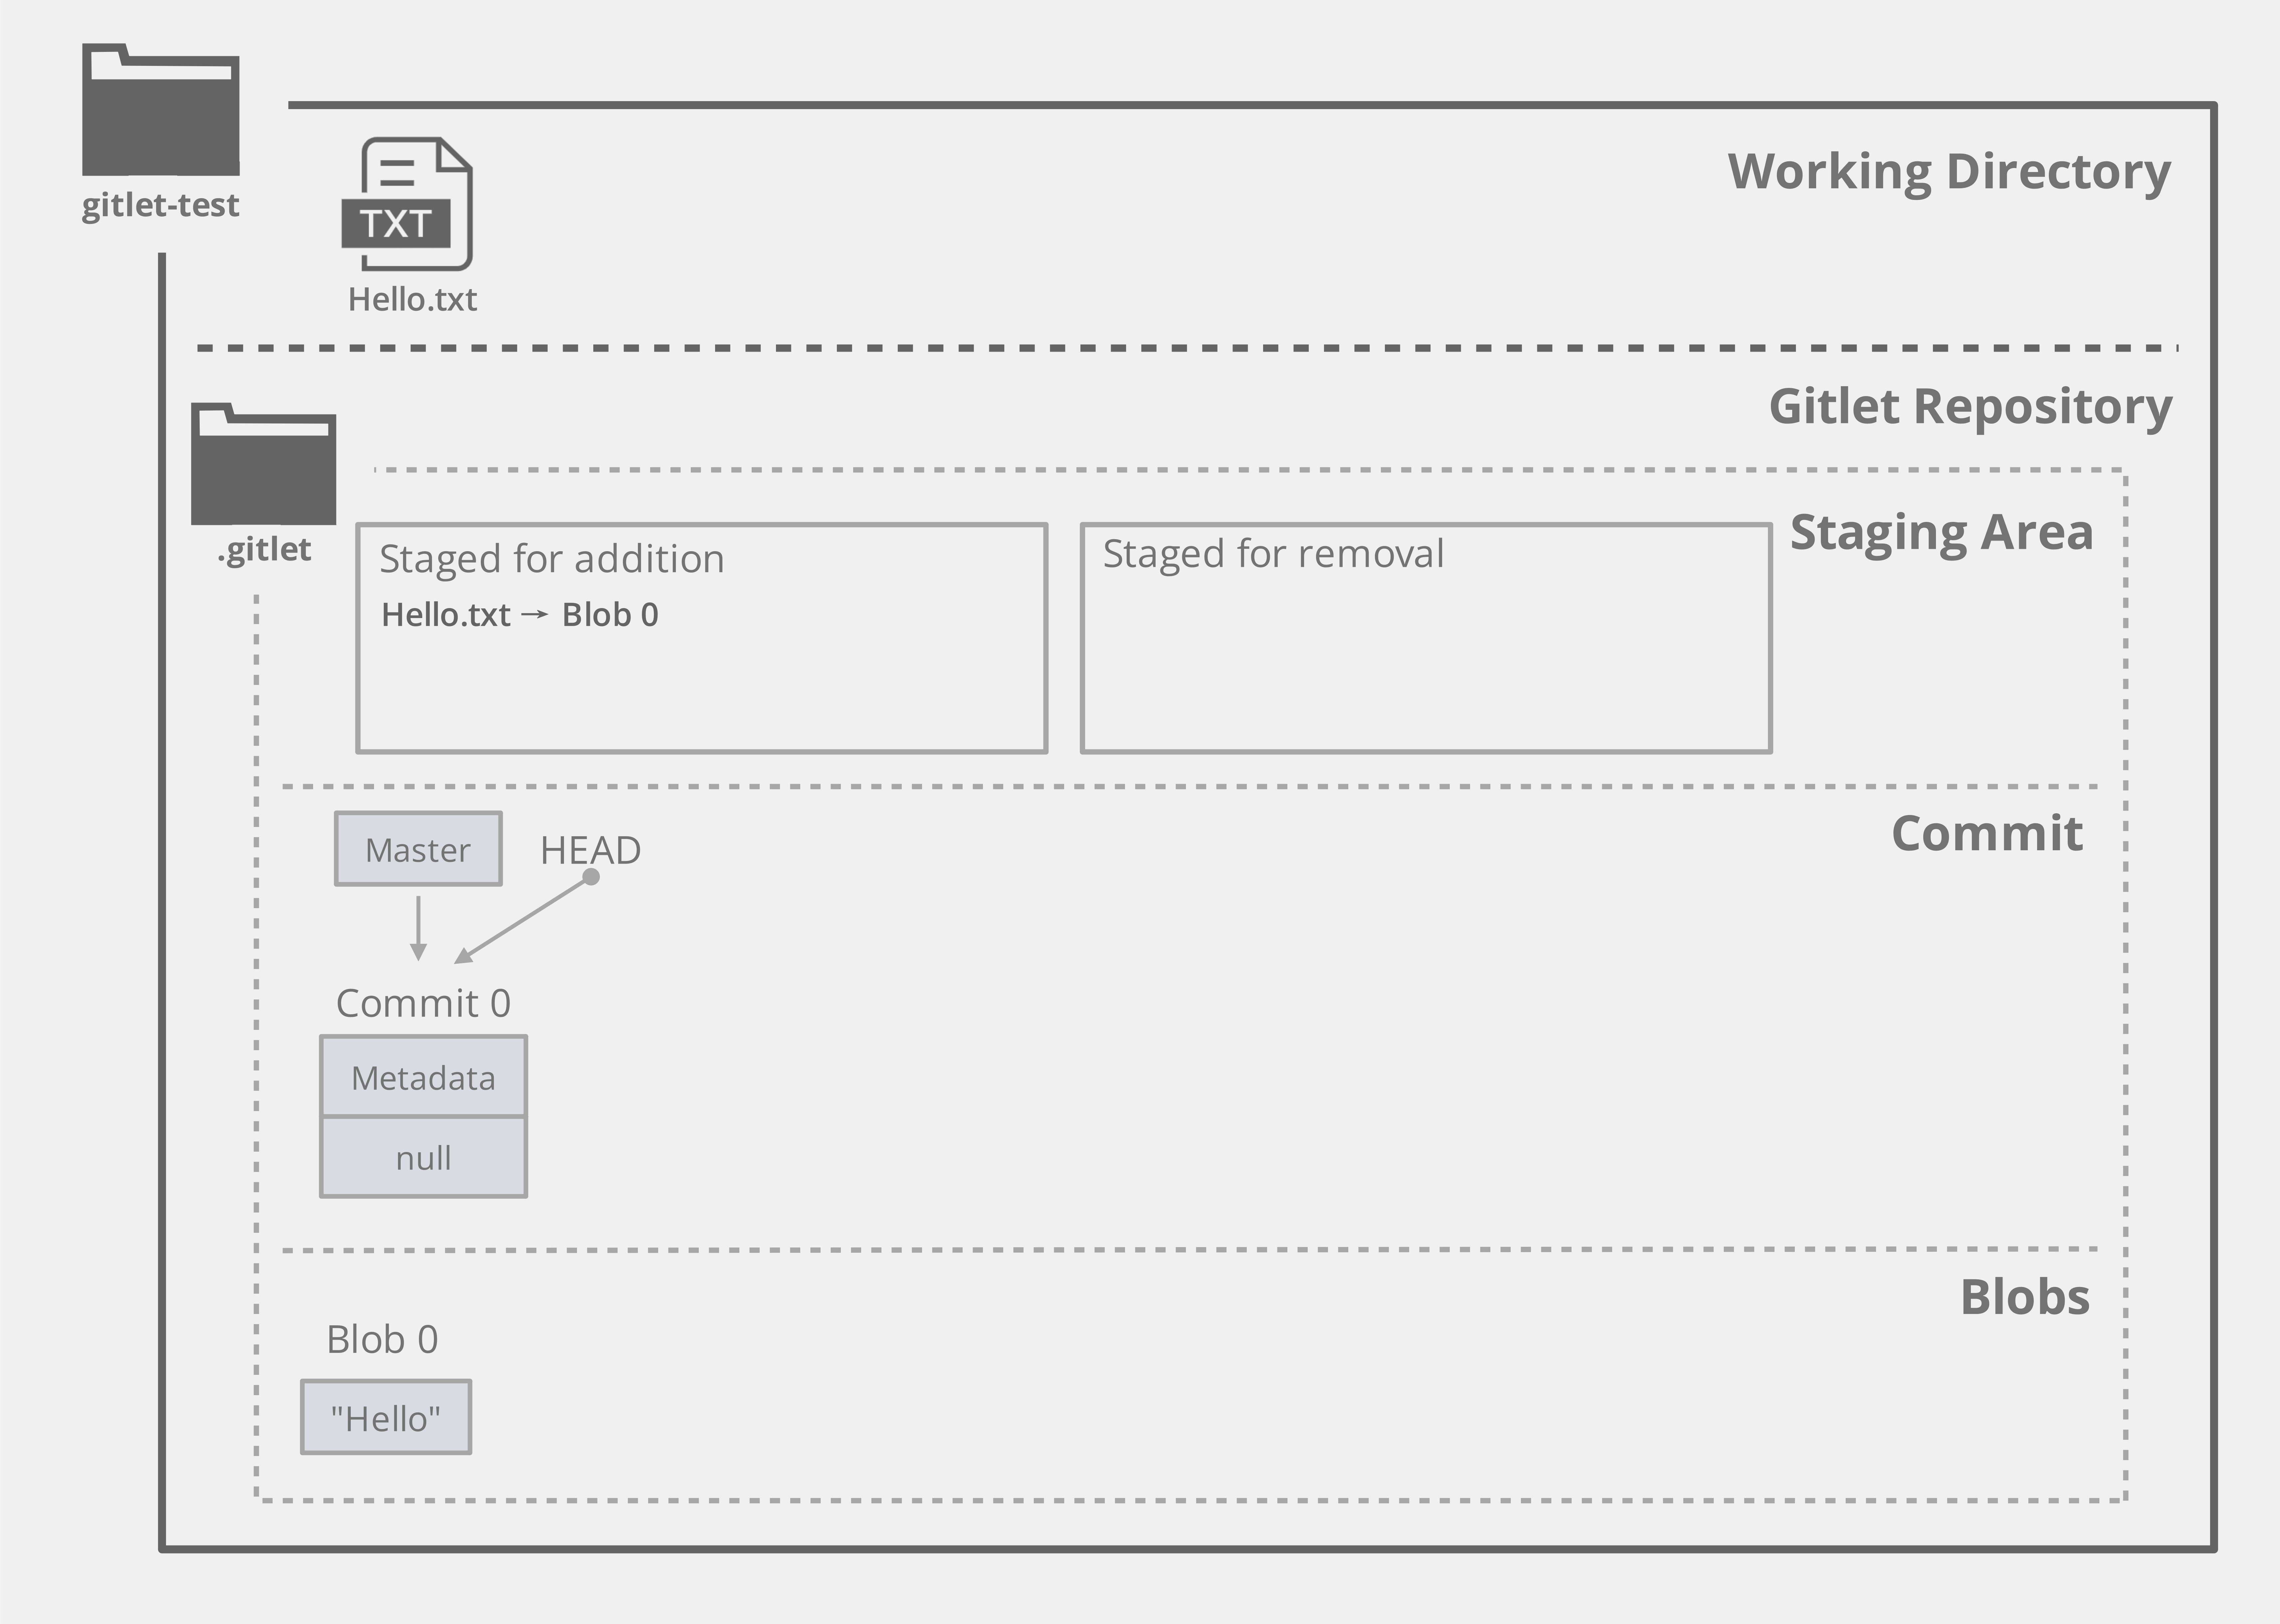 gitlet-test
Working Directory
TXT
Hello.txt
Gitlet Repository
.gitlet
Staging Area
Staged for addition
Hello.txt → Blob 0
Staged for removal
Commit
Master
HEAD
Commit 0
Metadata
null
Blobs
Blob 0
"Hello"